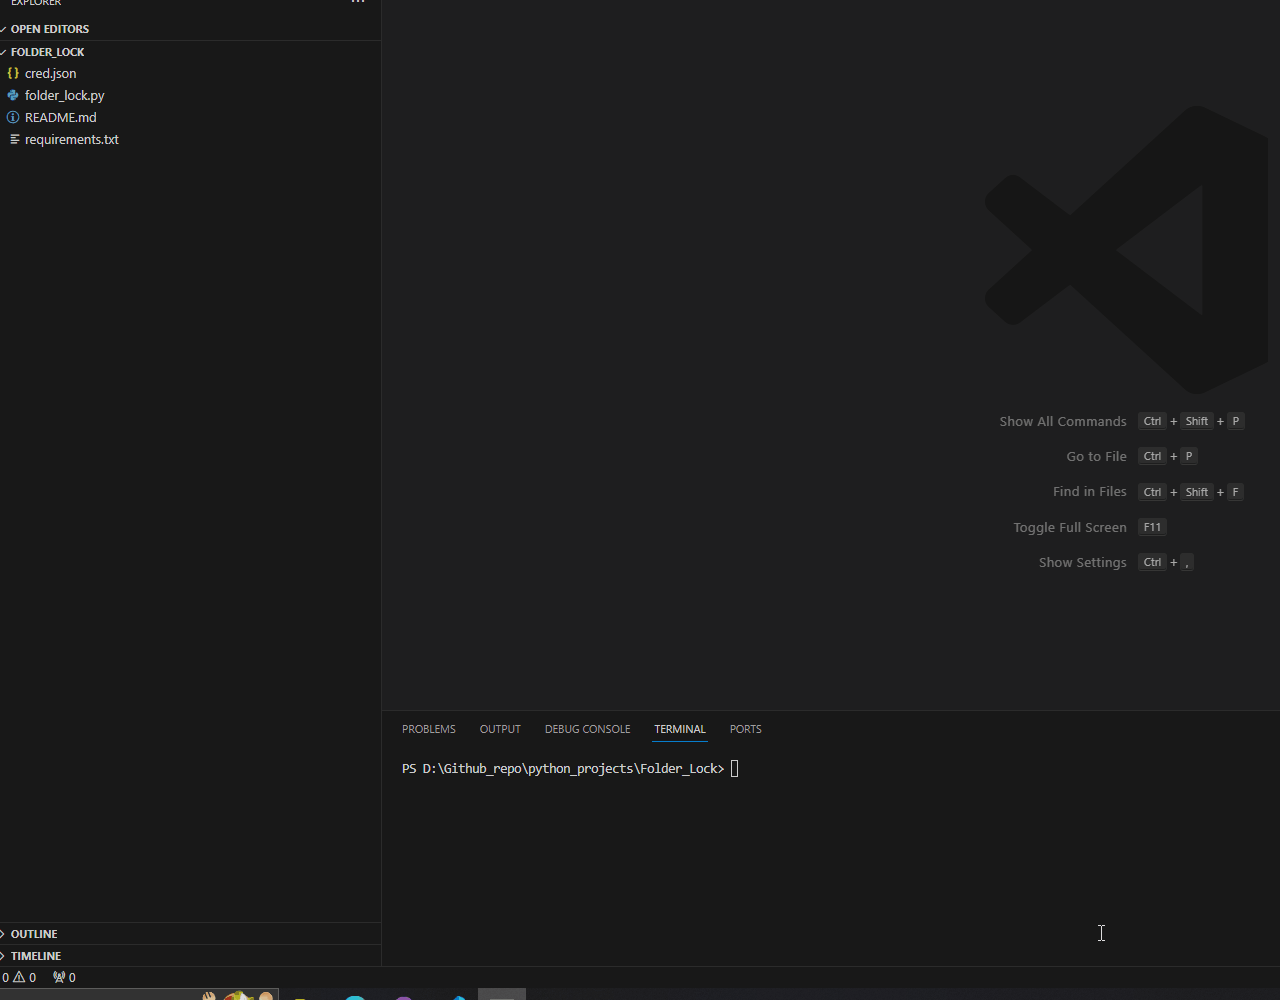 EXPLORER
OPEN EDITORS
FOLDER_LOCK
{} cred.json
folder_lock.py
README.md
requirements.txt
Show All Commands Ctrl + Shift + P
Go to File Ctrl + P
Find in Files Ctrl + Shift + F
Toggle Full Screen F11
Show Settings Ctrl + ,
PROBLEMS OUTPUT DEBUG CONSOLE TERMINAL PORTS
PS D:\Github_repo\python_projects\Folder_Lock>
OUTLINE
TIMELINE
0 0 0